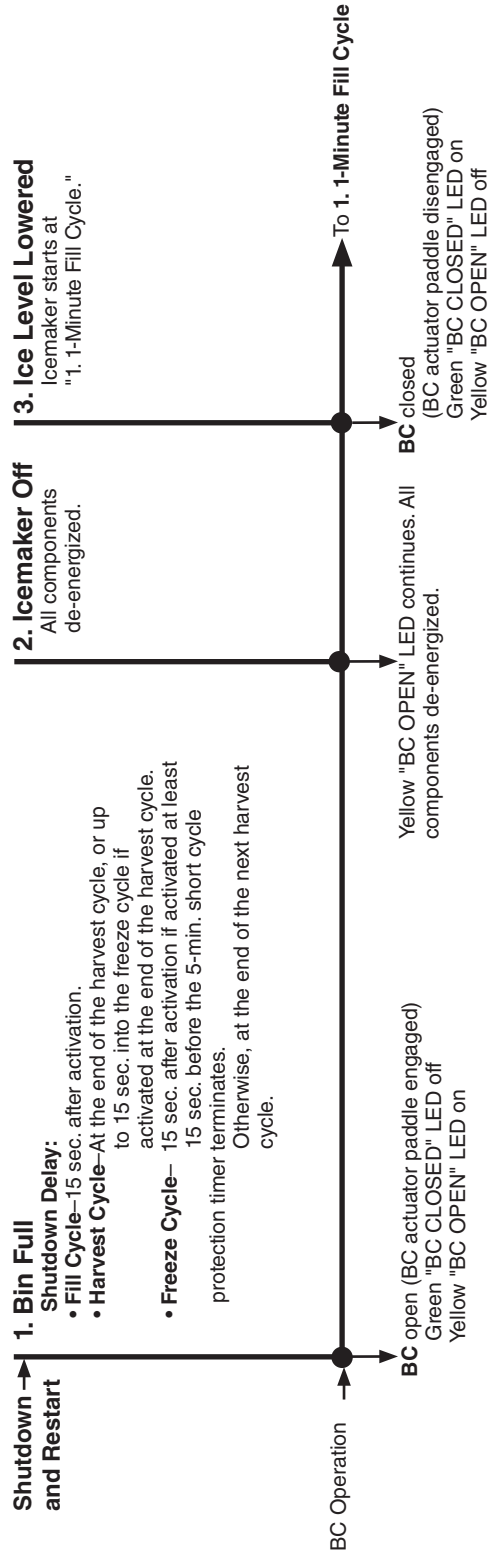 Shutdown
and Restart
1. Bin Full
Shutdown Delay:
• Fill Cycle–15 sec. after activation.
• Harvest Cycle–At the end of the harvest cycle, or up
to 15 sec. into the freeze cycle if
activated at the end of the harvest cycle.
• Freeze Cycle– 15 sec. after activation if activated at least
15 sec. before the 5-min. short cycle
protection timer terminates.
Otherwise, at the end of the next harvest
cycle.
2. Icemaker Off
All components
de-energized.
3. Ice Level Lowered
Icemaker starts at
"1. 1-Minute Fill Cycle."
BC Operation
To 1. 1-Minute Fill Cycle
BC open (BC actuator paddle engaged)
Green "BC CLOSED" LED off
Yellow "BC OPEN" LED on
Yellow "BC OPEN" LED continues. All
components de-energized.
BC closed
(BC actuator paddle disengaged)
Green "BC CLOSED" LED on
Yellow "BC OPEN" LED off